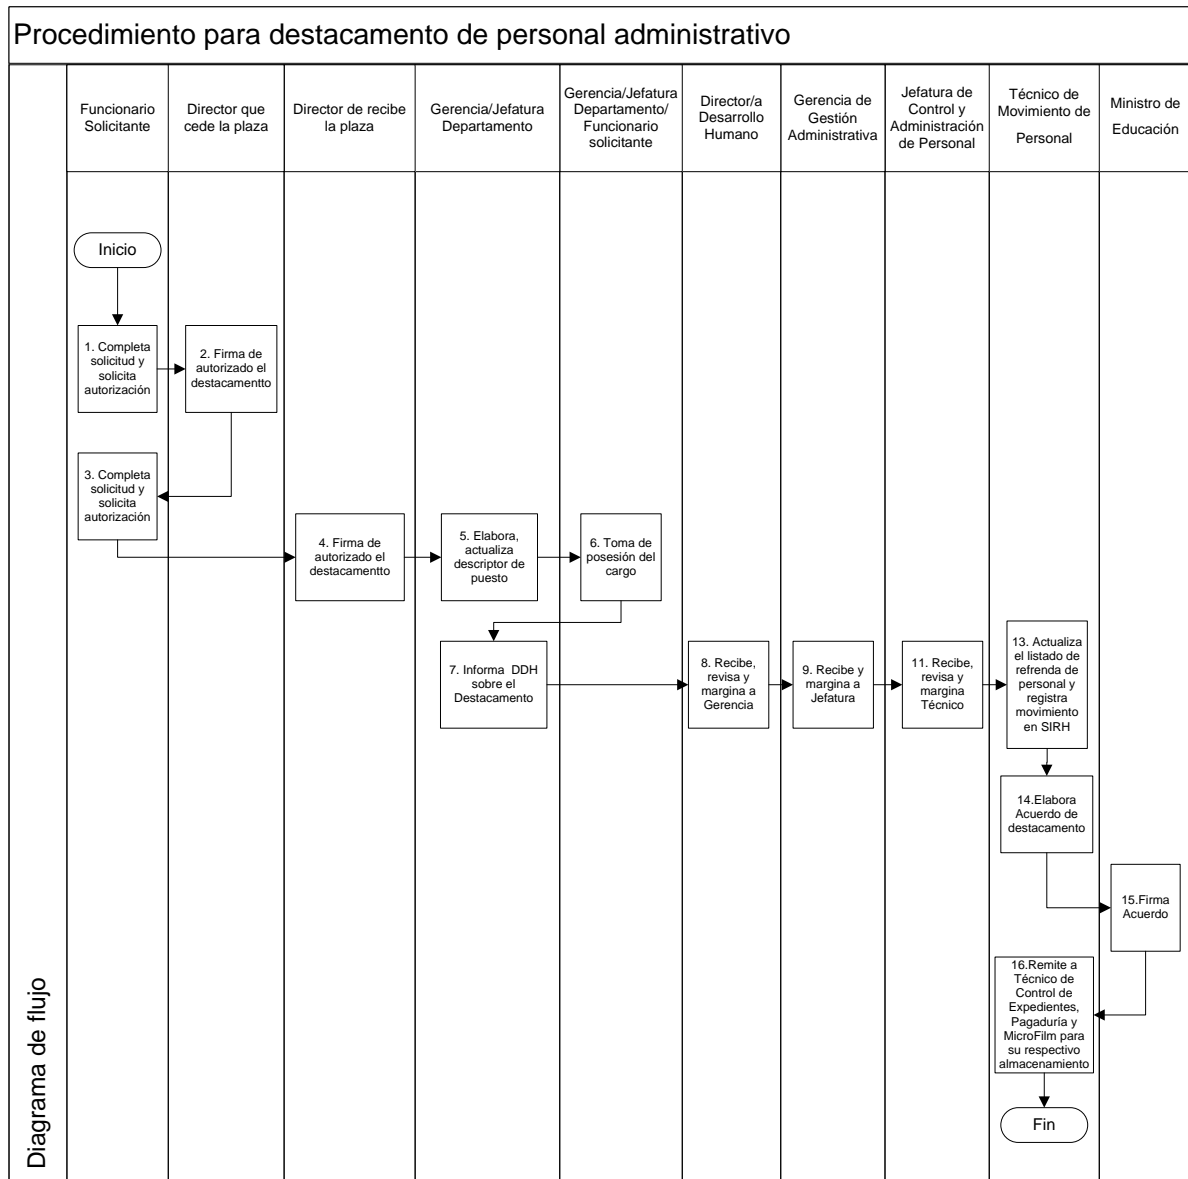 Procedimiento para destacamento de personal administrativo
Funcionario
Solicitante
Director que
cede la plaza
Director de recibe
la plaza
Gerencia/Jefatura
Departamento
Gerencia/Jefatura
Departamento/
Funcionario
solicitante
Director/a
Desarrollo
Humano
Gerencia de
Gestión
Administrativa
Jefatura de
Control y
Administración
de Personal
Técnico de
Movimiento de
Personal
Ministro de
Educación
Inicio
1. Completa
solicitud y
solicita
autorización
2. Firma de
autorizado el
destacamentto
3. Completa
solicitud y
solicita
autorización
4. Firma de
autorizado el
destacamentto
5. Elabora,
actualiza
descriptor de
puesto
6. Toma de
posesión del
cargo
7. Informa DDH
sobre el
Destacamento
8. Recibe,
revisa y
margina a
Gerencia
9. Recibe y
margina a
Jefatura
11. Recibe,
revisa y
margina
Técnico
13. Actualiza
el listado de
refrenda de
personal y
registra
movimiento
en SIRH
14.Elabora
Acuerdo de
destacamento
15.Firma
Acuerdo
16.Remite a
Técnico de
Control de
Expedientes,
Pagaduría y
MicroFilm para
su respectivo
almacenamiento
Fin
Diagrama de flujo